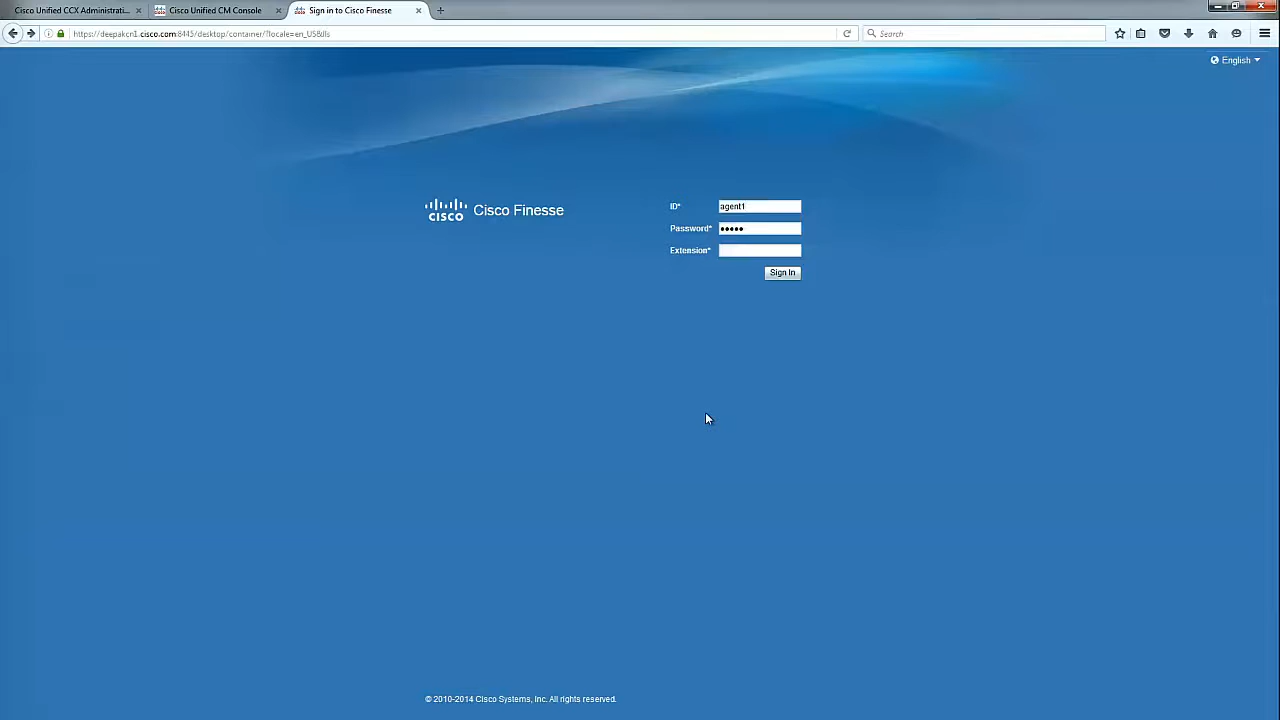 Cisco Unified CCX Administrati...
Cisco Unified CM Console
Sign in to Cisco Finesse
https://deepakcn1.cisco.com:8445/desktop/container/?locale=en_US&lls
Search
English
CISCO Cisco Finesse
ID* agent1
Password* •••••
Extension*
Sign In
© 2010-2014 Cisco Systems, Inc. All rights reserved.